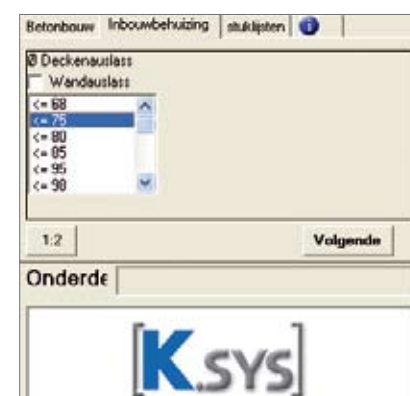 Betonbouw Inbouwbehuizing stuklijsten
Ø Deckenauslass
Wandauslass
<= 68
<= 75
<= 80
<= 85
<= 95
<= 98
1:2 Volgende
Onderde
[K.SYS]